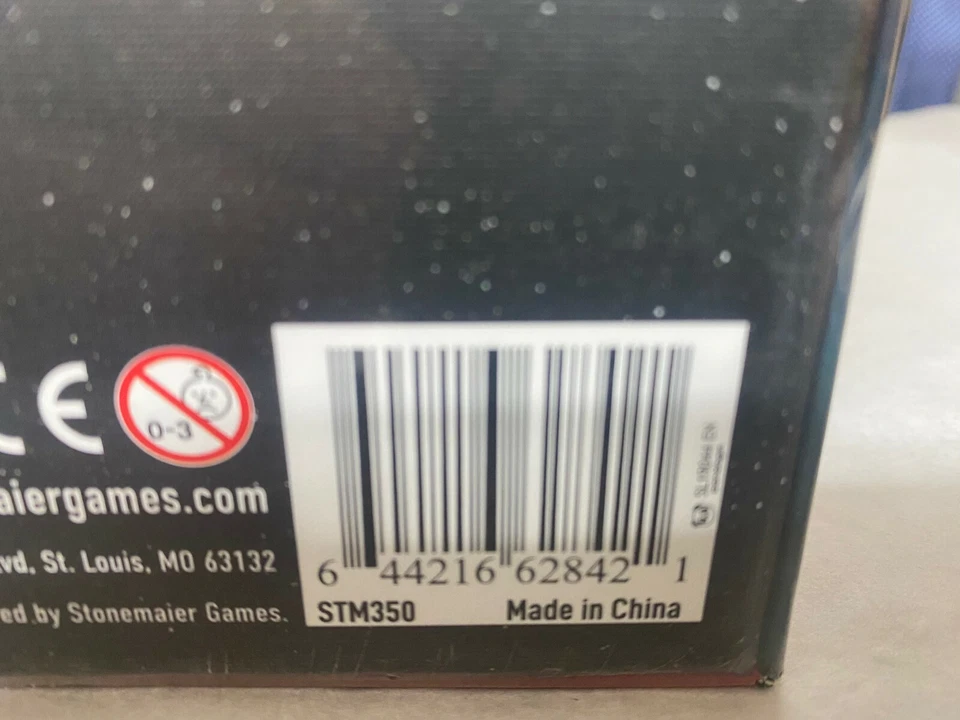 CE
0-3
aiergames.com
vd, St. Louis, MO 63132
ed by Stonemaier Games.
6 44216 62842 1
STM350 Made in China